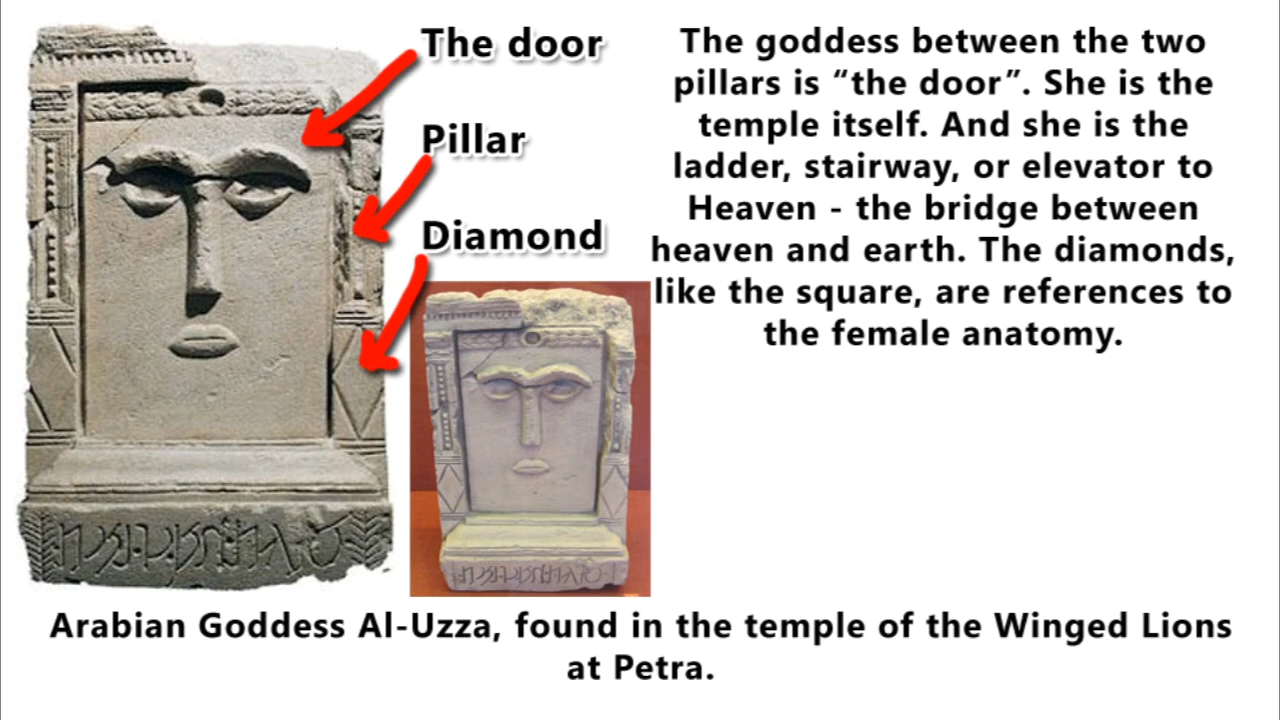 The door
Pillar
Diamond
The goddess between the two
pillars is “the door”. She is the
temple itself. And she is the
ladder, stairway, or elevator to
Heaven - the bridge between
heaven and earth. The diamonds,
like the square, are references to
the female anatomy.
Arabian Goddess Al-Uzza, found in the temple of the Winged Lions
at Petra.